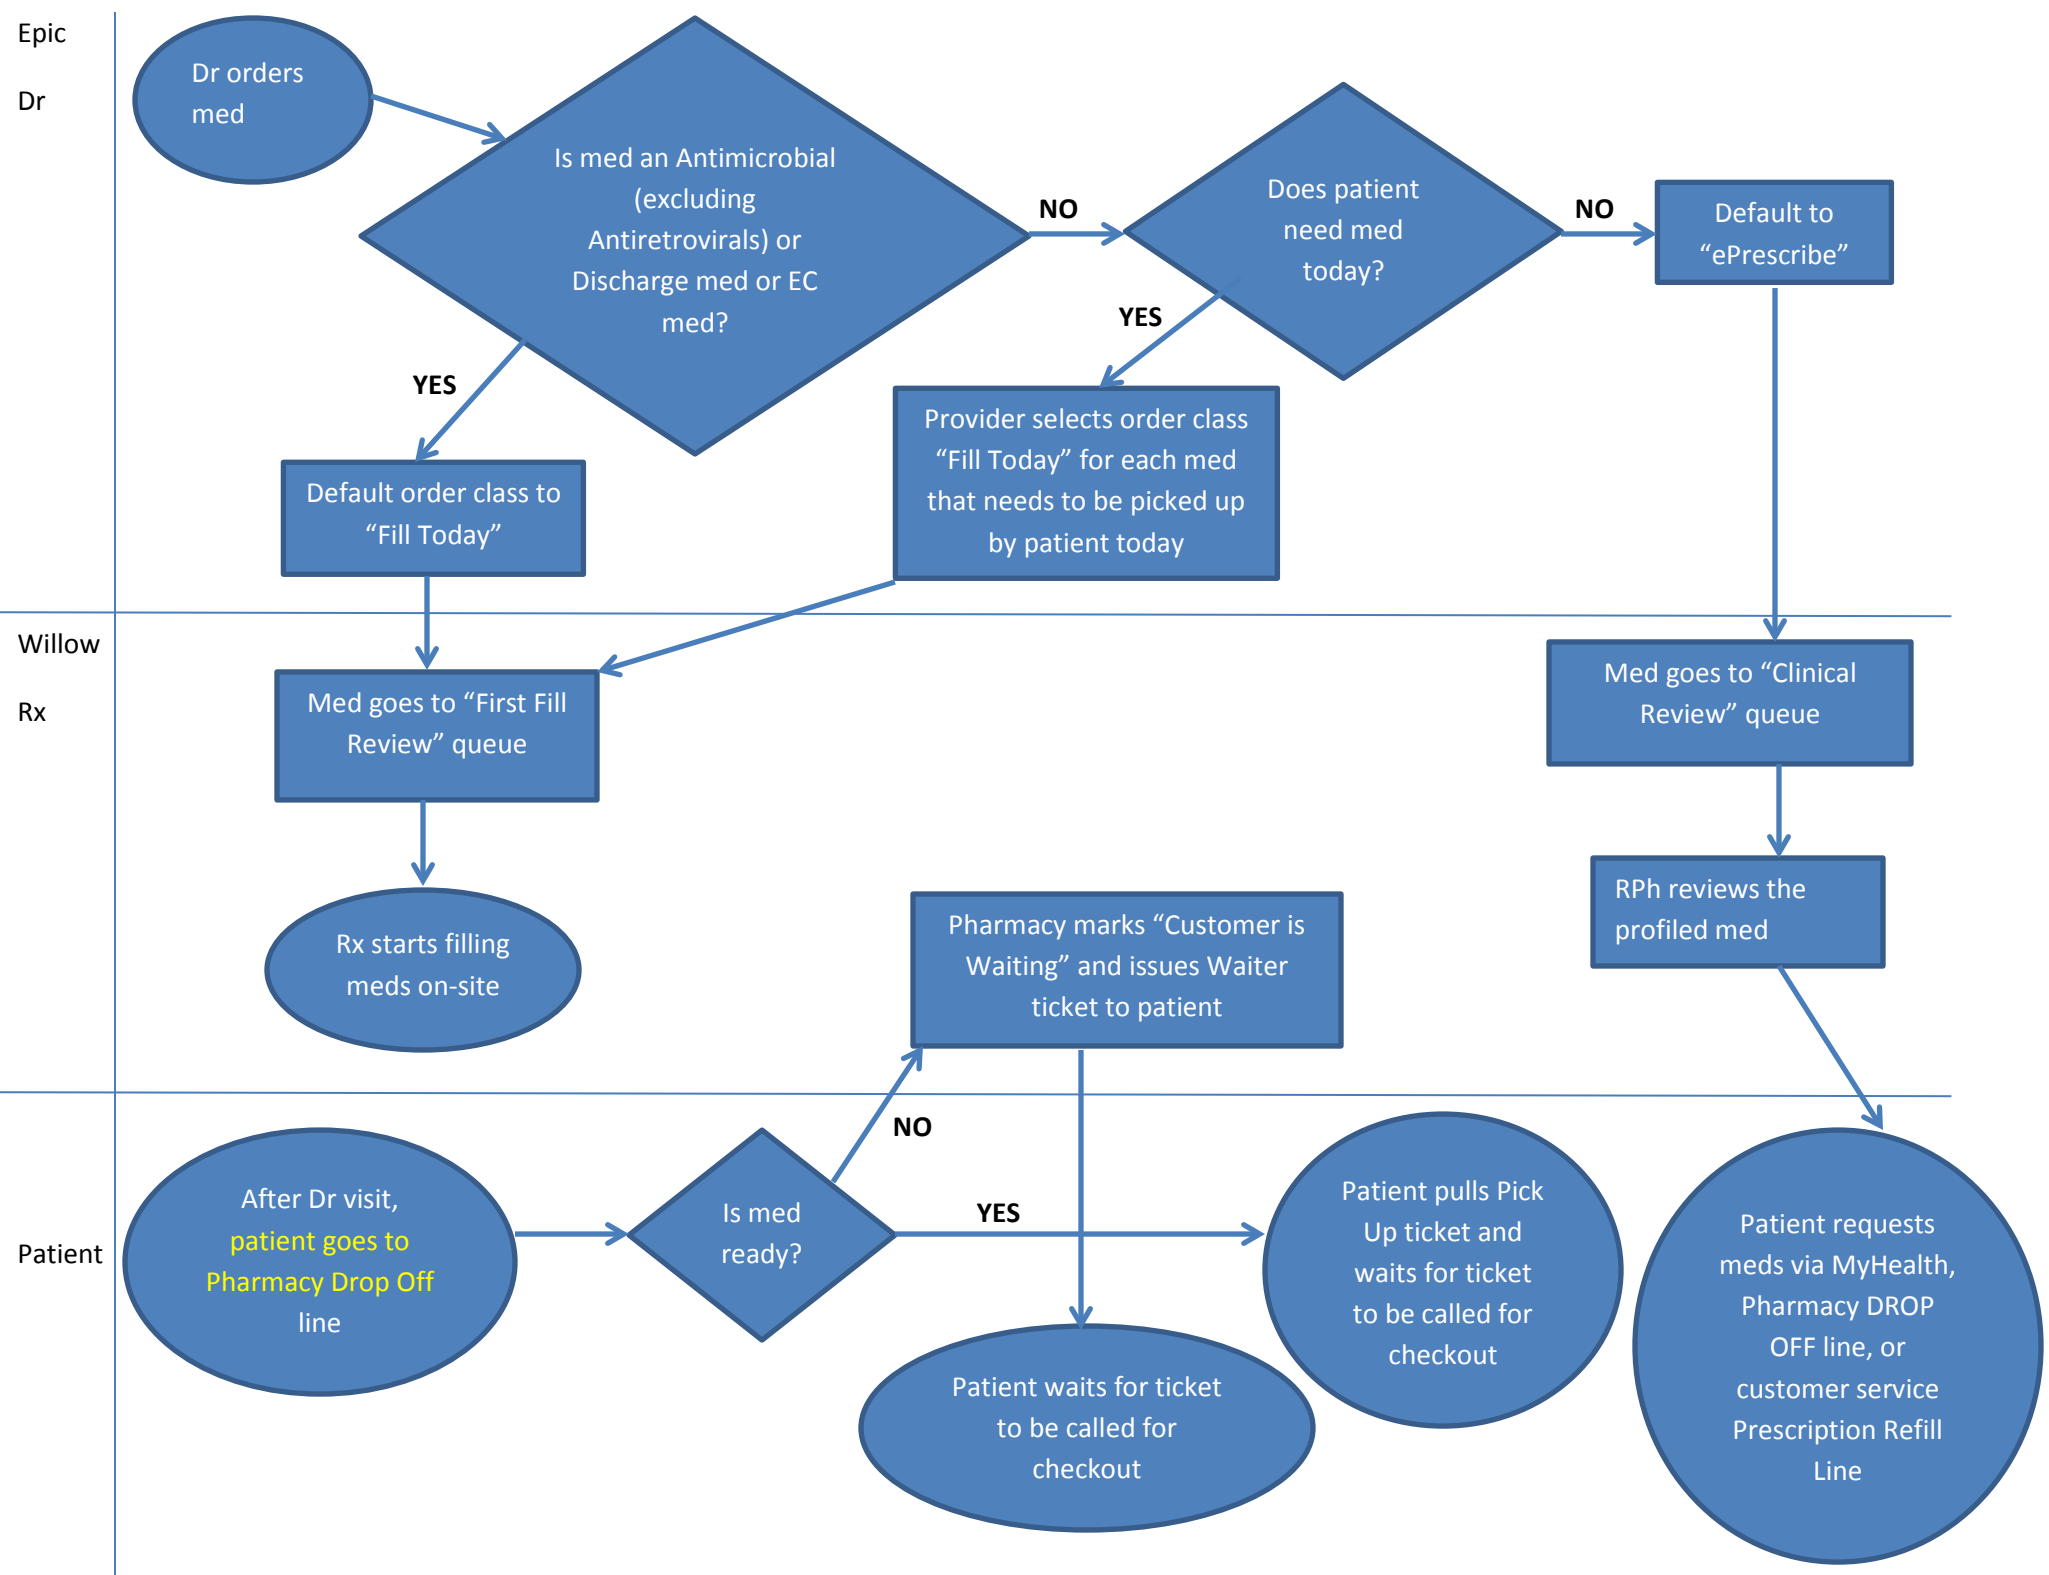 Epic
Dr
Dr orders
med
Is med an Antimicrobial
(excluding
Antiretrovirals) or
Discharge med or EC
med?
NO
Does patient
need med
today?
NO
Default to
“ePrescribe”
YES
YES
Default order class to
“Fill Today”
Provider selects order class
“Fill Today” for each med
that needs to be picked up
by patient today
Willow
Rx
Med goes to “First Fill
Review” queue
Med goes to “Clinical
Review” queue
Rx starts filling
meds on-site
Pharmacy marks “Customer is
Waiting” and issues Waiter
ticket to patient
RPh reviews the
profiled med
Patient
After Dr visit,
patient goes to
Pharmacy Drop Off
line
Is med
ready?
NO
YES
Patient waits for ticket
to be called for
checkout
Patient pulls Pick
Up ticket and
waits for ticket
to be called for
checkout
Patient requests
meds via MyHealth,
Pharmacy DROP
OFF line, or
customer service
Prescription Refill
Line